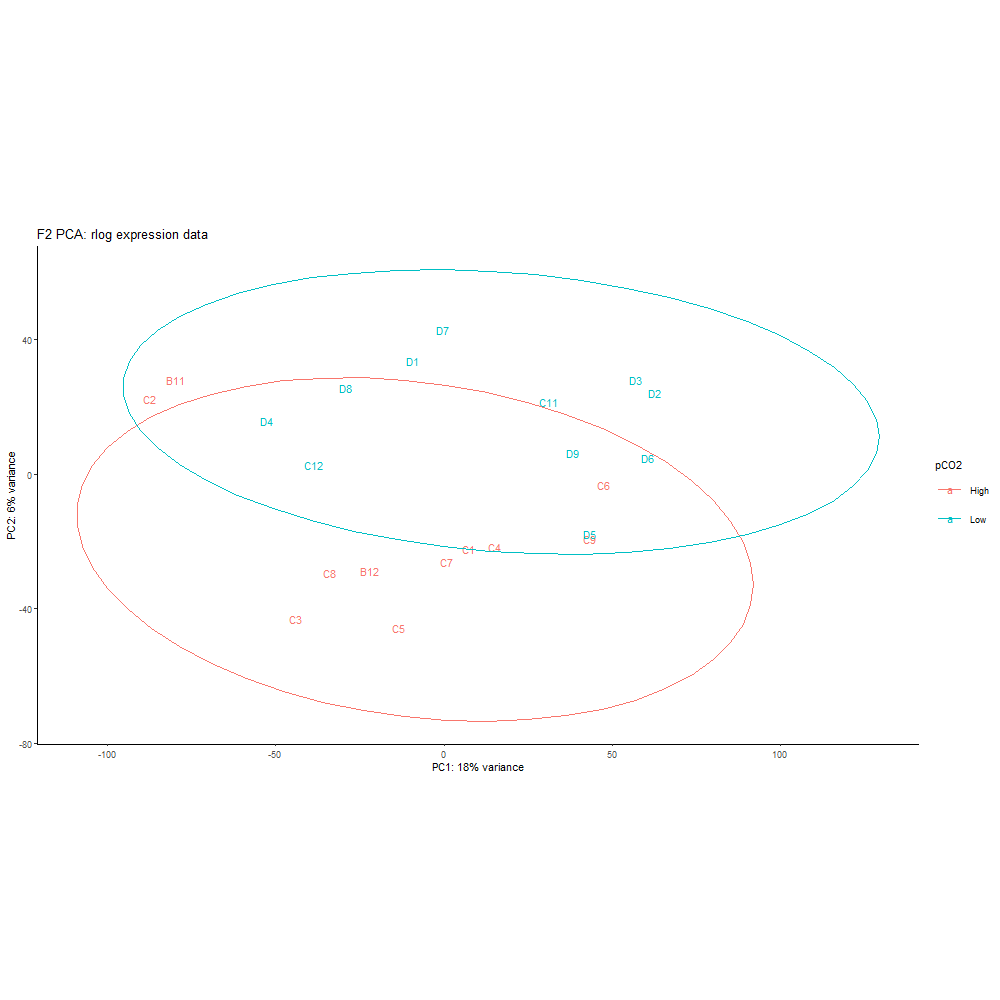 F2 PCA: rlog expression data
D7
D1
B11
D3
D8
D2
C2
C11
D4
D9
D6
C12
C6
D5
C9
C4
C1
C7
B12
C8
C3
C5
40
0
-40
-80
-100
-50
0
50
100
PC1: 18% variance
PC2: 6% variance
pCO2
a High
a Low